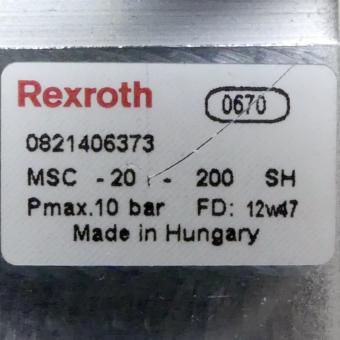 Rexroth 0670
0821406373
MSC - 20 - 200 SH
Pmax.10 bar FD: 12w47
Made in Hungary